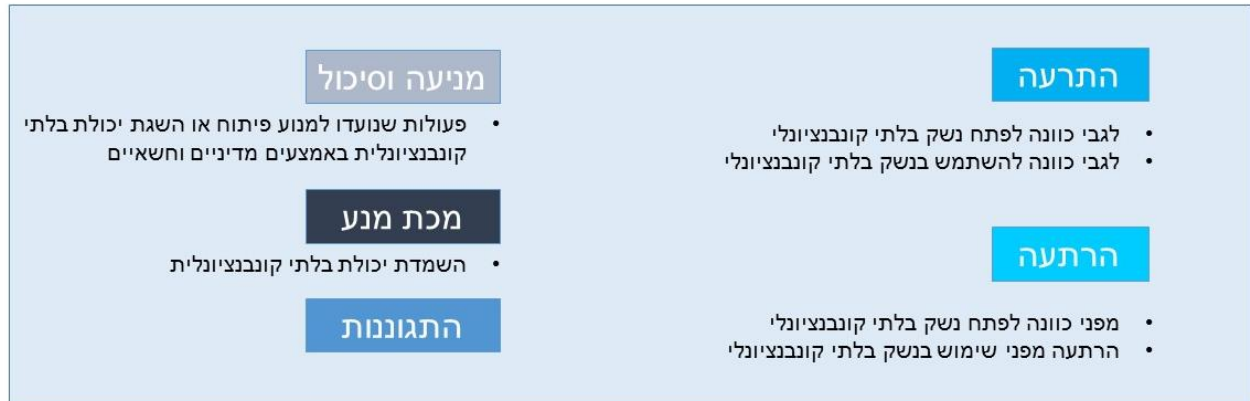 התרעה
• לגבי כוונה לפתח נשק בלתי קונבנציונלי
• לגבי כוונה להשתמש בנשק בלתי קונבנציונלי
הרתעה
• מפני כוונה לפתח נשק בלתי קונבנציונלי
• הרתעה מפני שימוש בנשק בלתי קונבנציונלי
מניעה וסיכול
• פעולות שנועדו למנוע פיתוח או השגת יכולת בלתי
קונבנציונלית באמצעים מדיניים וחשאיים
מכת מנע
• השמדת יכולת בלתי קונבנציונלית
התגוננות